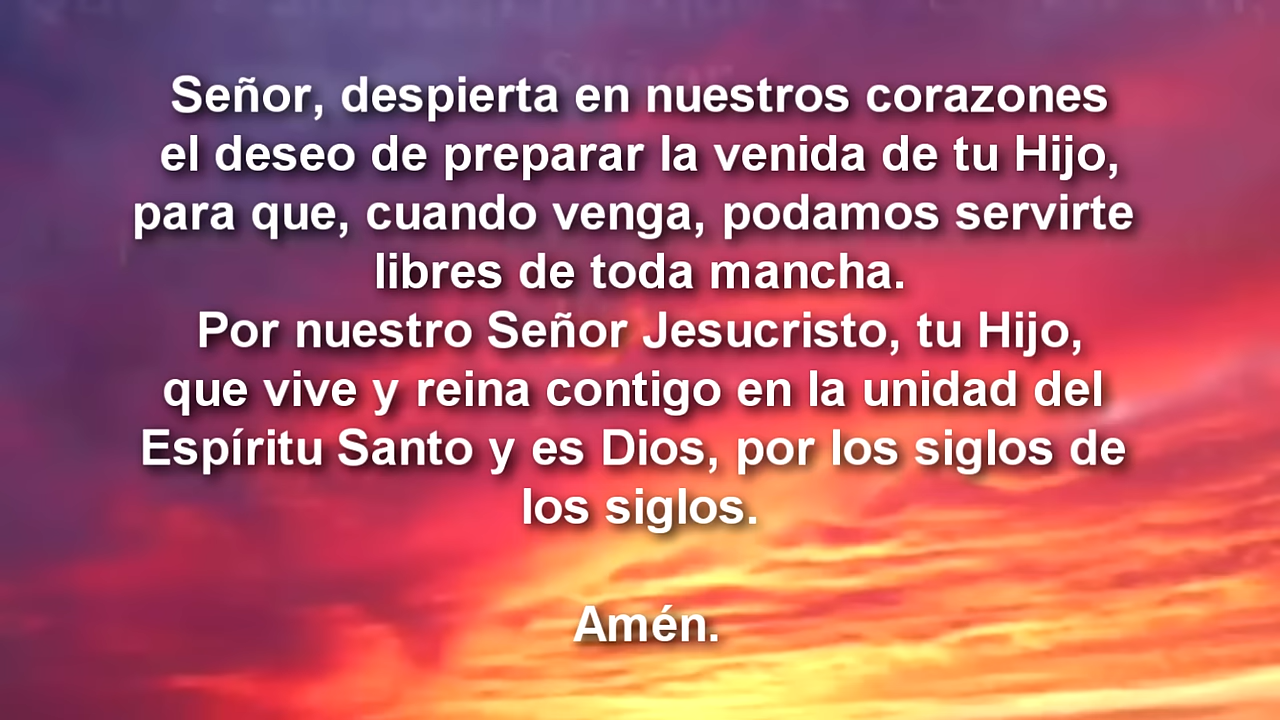 Señor, despierta en nuestros corazones
el deseo de preparar la venida de tu Hijo,
para que, cuando venga, podamos servirte
libres de toda mancha.
Por nuestro Señor Jesucristo, tu Hijo,
que vive y reina contigo en la unidad del
Espíritu Santo y es Dios, por los siglos de
los siglos.
Amén.